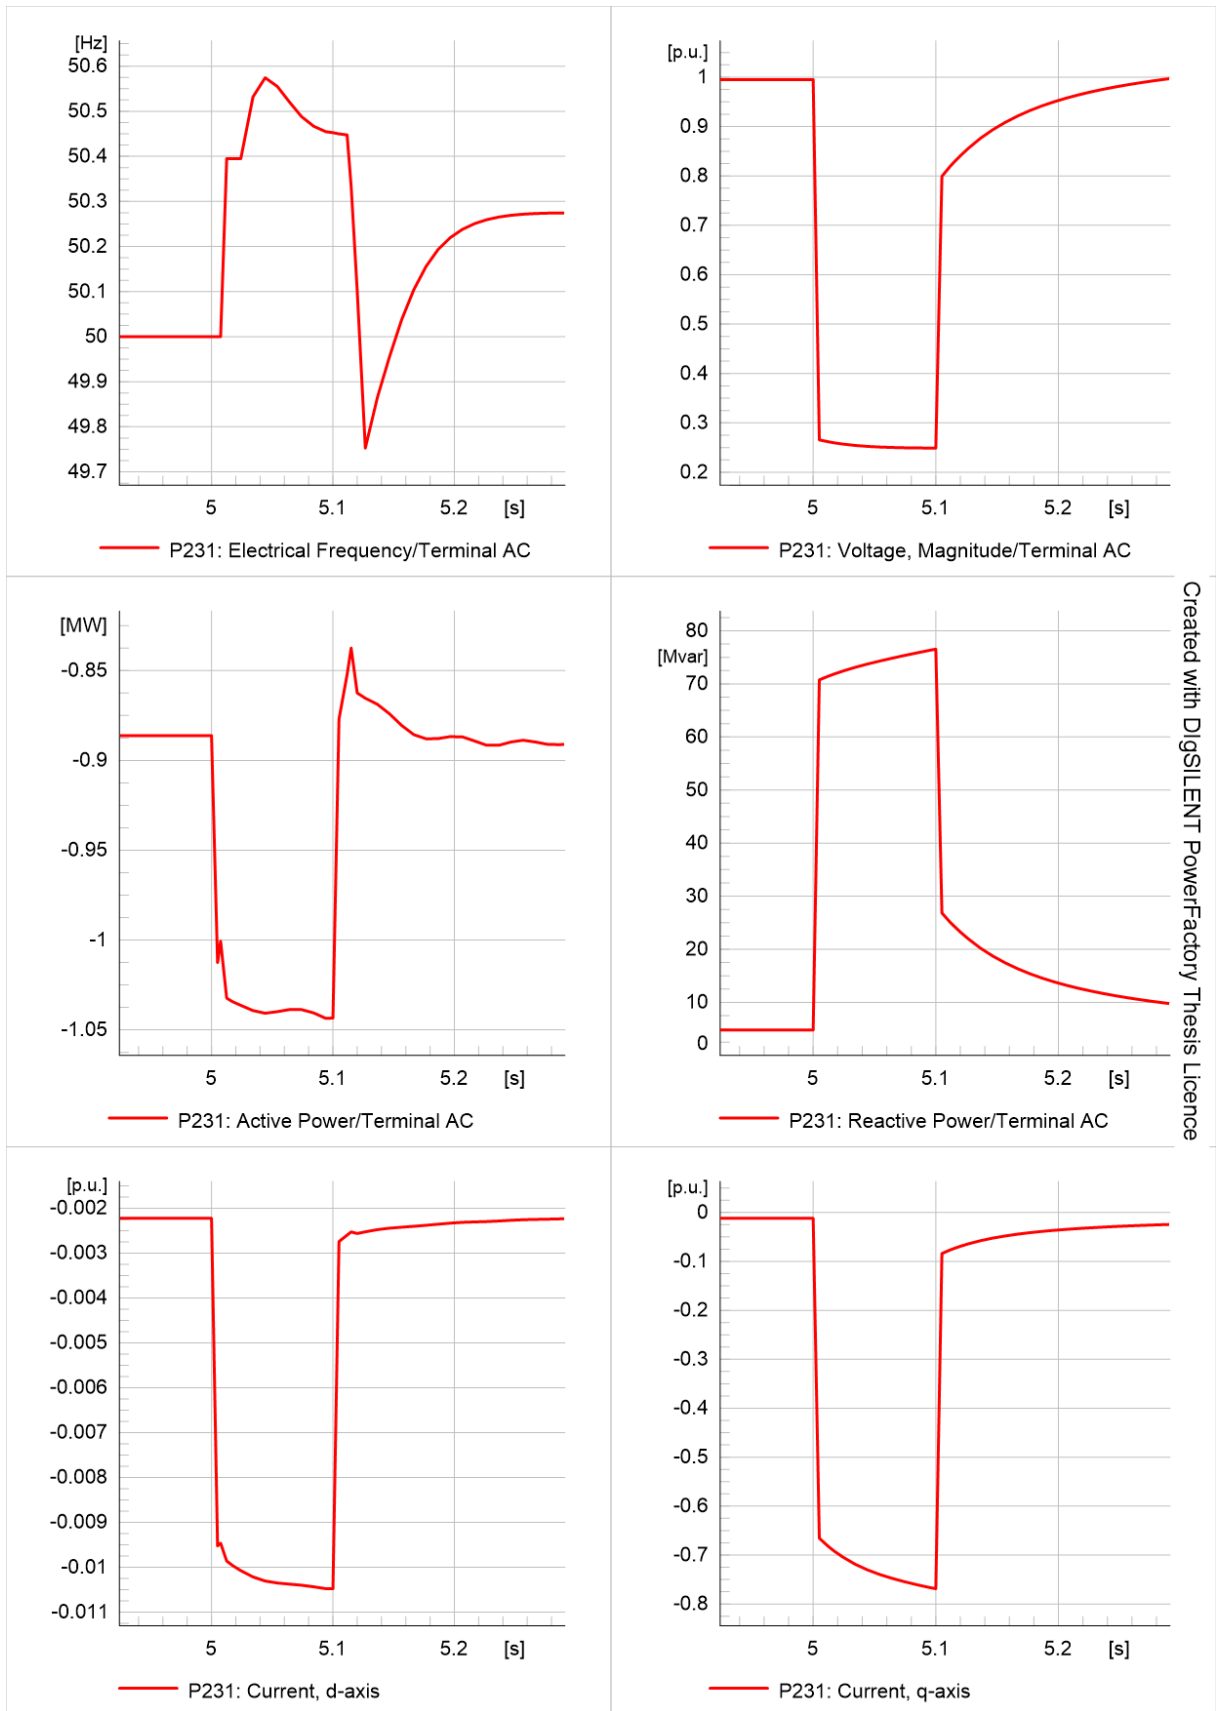 [Hz]
50.6
50.5
50.4
50.3
50.2
50.1
50
49.9
49.8
49.7
5 5.1 5.2 [s]
P231: Electrical Frequency/Terminal AC
[p.u.]
1
0.9
0.8
0.7
0.6
0.5
0.4
0.3
0.2
5 5.1 5.2 [s]
P231: Voltage, Magnitude/Terminal AC
[MW]
-0.85
-0.9
-0.95
-1
-1.05
5 5.1 5.2 [s]
P231: Active Power/Terminal AC
80
[Mvar]
70
60
50
40
30
20
10
0
5 5.1 5.2 [s]
P231: Reactive Power/Terminal AC
Created with DIgSILENT PowerFactory Thesis Licence
[p.u.]
-0.002
-0.003
-0.004
-0.005
-0.006
-0.007
-0.008
-0.009
-0.01
-0.011
5 5.1 5.2 [s]
P231: Current, d-axis
[p.u.]
0
-0.1
-0.2
-0.3
-0.4
-0.5
-0.6
-0.7
-0.8
5 5.1 5.2 [s]
P231: Current, q-axis